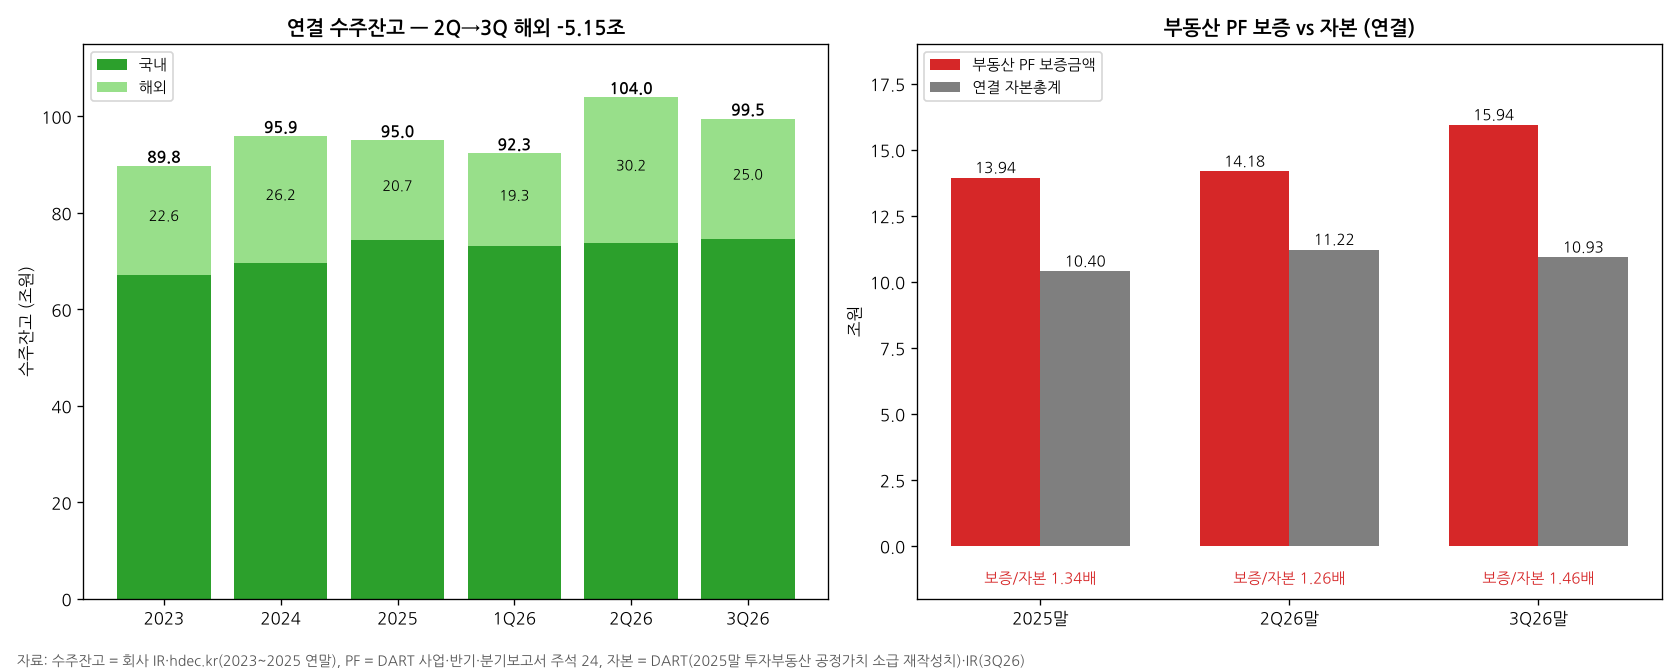 연결 수주잔고 — 2Q→3Q 해외 -5.15조
국내
해외
수주잔고 (조원)
100
80
60
40
20
0
89.8
95.9
95.0
92.3
104.0
99.5
22.6
26.2
20.7
19.3
30.2
25.0
2023
2024
2025
1Q26
2Q26
3Q26
부동산 PF 보증 vs 자본 (연결)
부동산 PF 보증금액
연결 자본총계
조원
17.5
15.0
12.5
10.0
7.5
5.0
2.5
0.0
13.94
10.40
14.18
11.22
15.94
10.93
보증/자본 1.34배
보증/자본 1.26배
보증/자본 1.46배
2025말
2Q26말
3Q26말
자료: 수주잔고 = 회사 IR·hdec.kr(2023~2025 연말), PF = DART 사업·반기·분기보고서 주석 24, 자본 = DART(2025말 투자부동산 공정가치 소급 재작성치)·IR(3Q26)